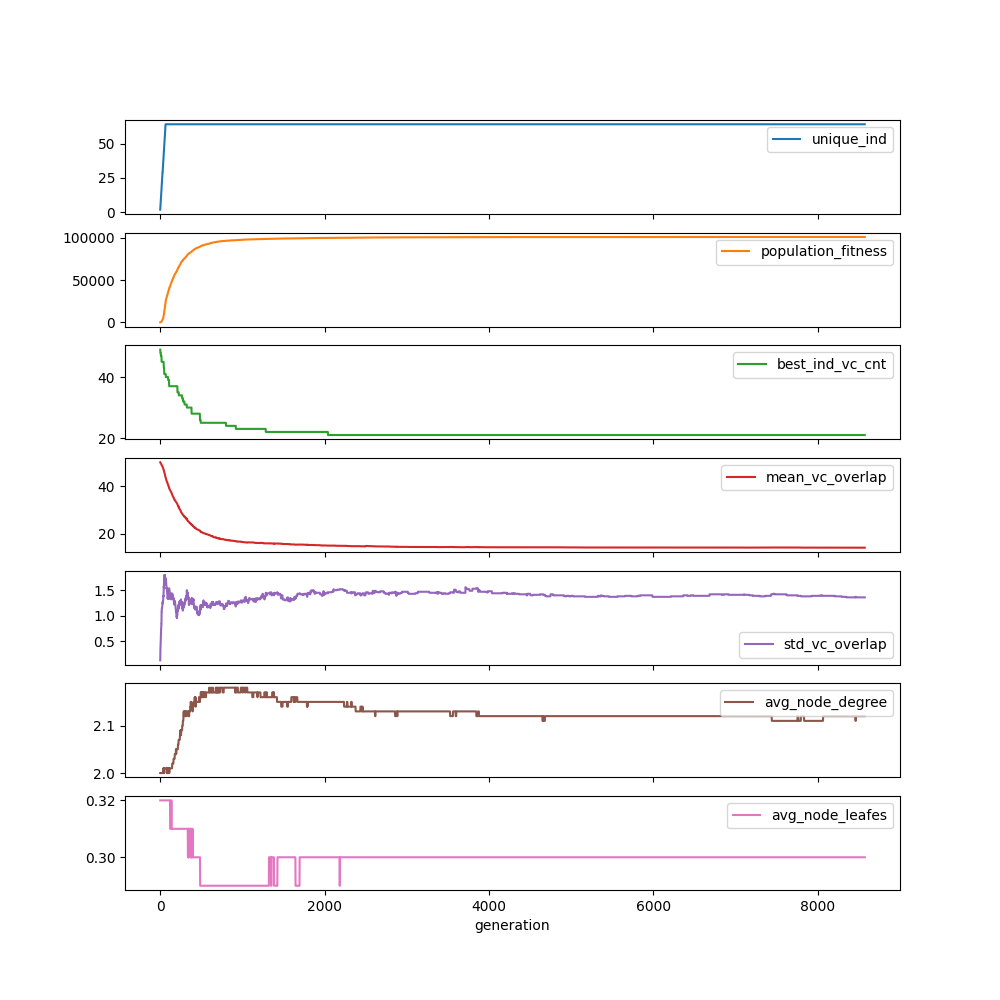 50
25
0
unique_ind
100000
50000
0
population_fitness
40
20
best_ind_vc_cnt
40
20
mean_vc_overlap
1.5
1.0
0.5
std_vc_overlap
2.1
2.0
avg_node_degree
0.32
0.30
avg_node_leafes
0 2000 4000 6000 8000
generation